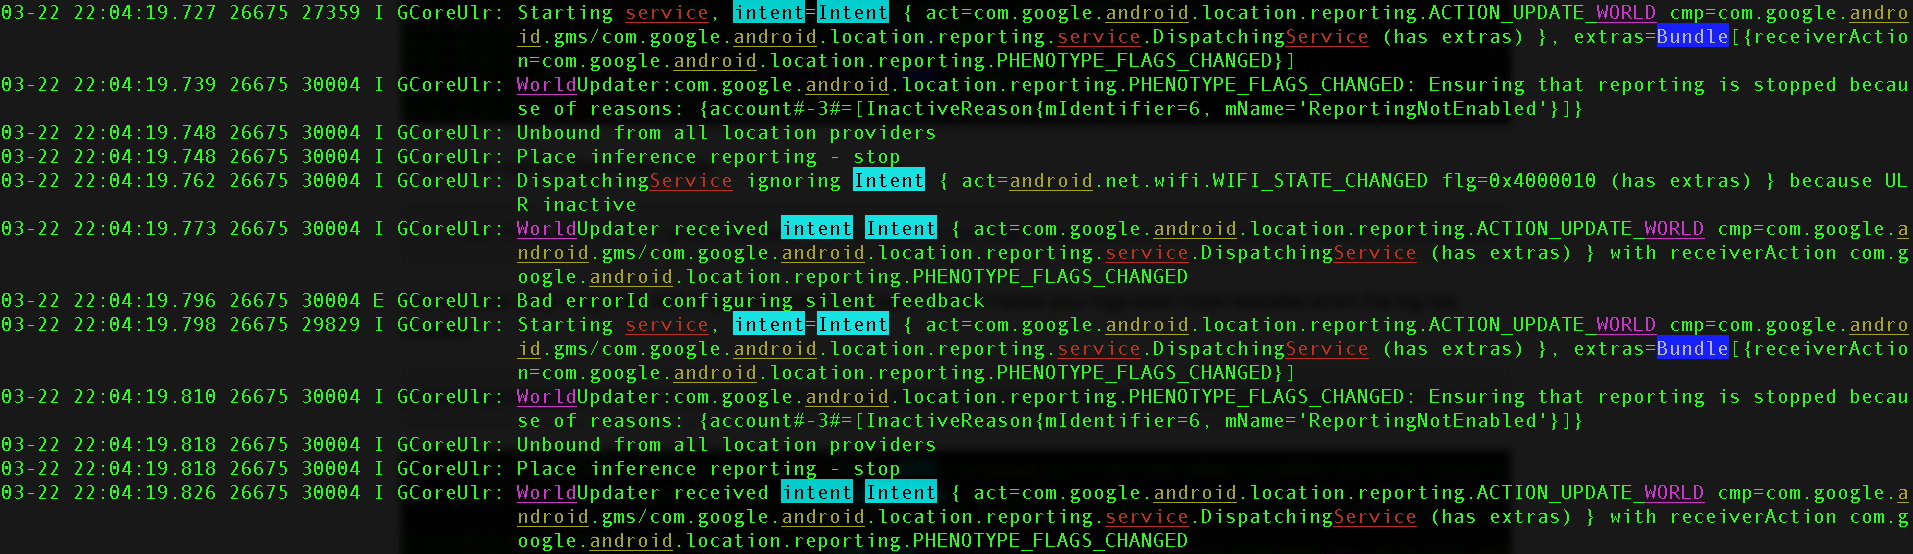 03-22 22:04:19.727 26675 27359 I GCoreUlr: Starting service, intent=Intent { act=com.google.android.location.reporting.ACTION_UPDATE_WORLD cmp=com.google.andro
id.gms/com.google.android.location.reporting.service.DispatchingService (has extras) }, extras=Bundle[{receiverActio
n=com.google.android.location.reporting.PHENOTYPE_FLAGS_CHANGED}]
03-22 22:04:19.739 26675 30004 I GCoreUlr: WorldUpdater:com.google.android.location.reporting.PHENOTYPE_FLAGS_CHANGED: Ensuring that reporting is stopped becau
se of reasons: {account#-3#=[InactiveReason{mIdentifier=6, mName='ReportingNotEnabled'}]}
03-22 22:04:19.748 26675 30004 I GCoreUlr: Unbound from all location providers
03-22 22:04:19.748 26675 30004 I GCoreUlr: Place inference reporting - stop
03-22 22:04:19.762 26675 30004 I GCoreUlr: DispatchingService ignoring Intent { act=android.net.wifi.WIFI_STATE_CHANGED flg=0x4000010 (has extras) } because UL
R inactive
03-22 22:04:19.773 26675 30004 I GCoreUlr: WorldUpdater received intent Intent { act=com.google.android.location.reporting.ACTION_UPDATE_WORLD cmp=com.google.a
ndroid.gms/com.google.android.location.reporting.service.DispatchingService (has extras) } with receiverAction com.g
oogle.android.location.reporting.PHENOTYPE_FLAGS_CHANGED
03-22 22:04:19.796 26675 30004 E GCoreUlr: Bad errorId configuring silent feedback
03-22 22:04:19.798 26675 29829 I GCoreUlr: Starting service, intent=Intent { act=com.google.android.location.reporting.ACTION_UPDATE_WORLD cmp=com.google.andro
id.gms/com.google.android.location.reporting.service.DispatchingService (has extras) }, extras=Bundle[{receiverActio
n=com.google.android.location.reporting.PHENOTYPE_FLAGS_CHANGED}]
03-22 22:04:19.810 26675 30004 I GCoreUlr: WorldUpdater:com.google.android.location.reporting.PHENOTYPE_FLAGS_CHANGED: Ensuring that reporting is stopped becau
se of reasons: {account#-3#=[InactiveReason{mIdentifier=6, mName='ReportingNotEnabled'}]}
03-22 22:04:19.818 26675 30004 I GCoreUlr: Unbound from all location providers
03-22 22:04:19.818 26675 30004 I GCoreUlr: Place inference reporting - stop
03-22 22:04:19.826 26675 30004 I GCoreUlr: WorldUpdater received intent Intent { act=com.google.android.location.reporting.ACTION_UPDATE_WORLD cmp=com.google.a
ndroid.gms/com.google.android.location.reporting.service.DispatchingService (has extras) } with receiverAction com.g
oogle.android.location.reporting.PHENOTYPE_FLAGS_CHANGED